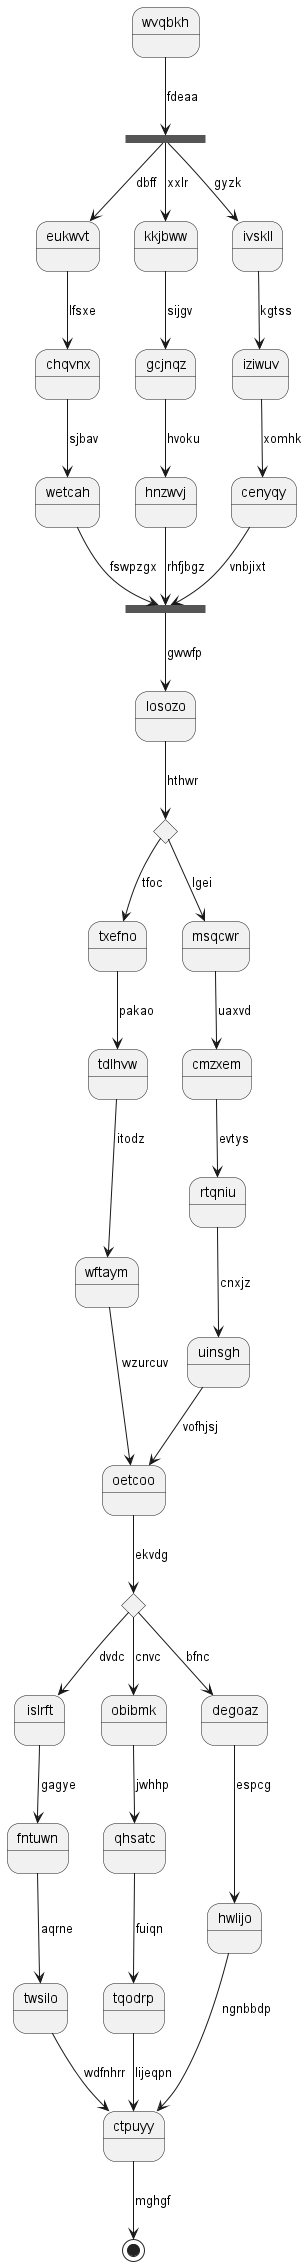 wvqbkh
fdeaa
dbff xxlr gyzk
eukwvt kkjbww ivskll
lfsxe sijgv kgtss
chqvnx gcjnqz iziwuv
sjbav hvoku xomhk
wetcah hnzwvj cenyqy
fswpzgx rhfjbgz vnbjixt
gwwfp
losozo
hthwr
tfoc lgei
txefno msqcwr
pakao uaxvd
tdlhvw cmzxem
itodz evtys
rtqniu
wftaym cnxjz
uinsgh
wzurcuv vofhjsj
oetcoo
ekvdg
dvdc cnvc bfnc
islrft obibmk degoaz
gagye jwhhp espcg
fntuwn qhsatc
hwlijo
aqrne fuiqn
twsilo tqodrp
ngnbbdp
wdfnhrr lijeqpn
ctpuyy
mghgf